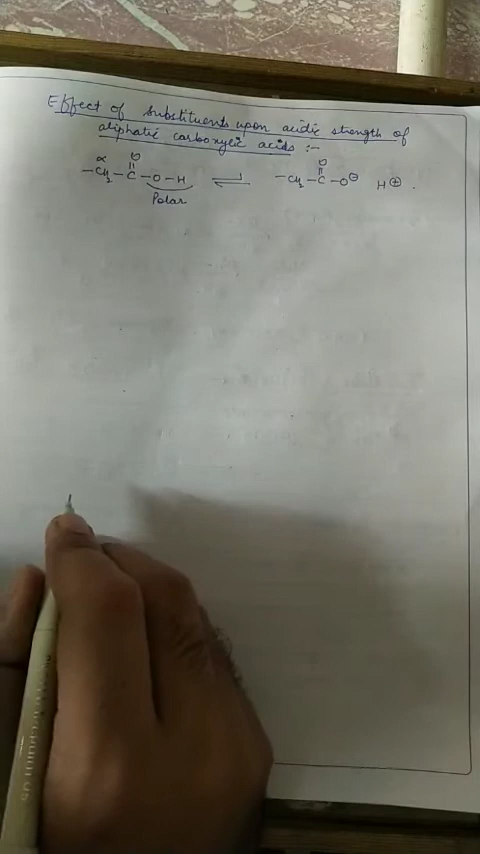 Effect of substituents upon acidic strength of
aliphatic carboxylic acids :-
α O O
-CH₂-C-O-H ⇌ -CH₂-C-O⊖ H⊕.
Polar